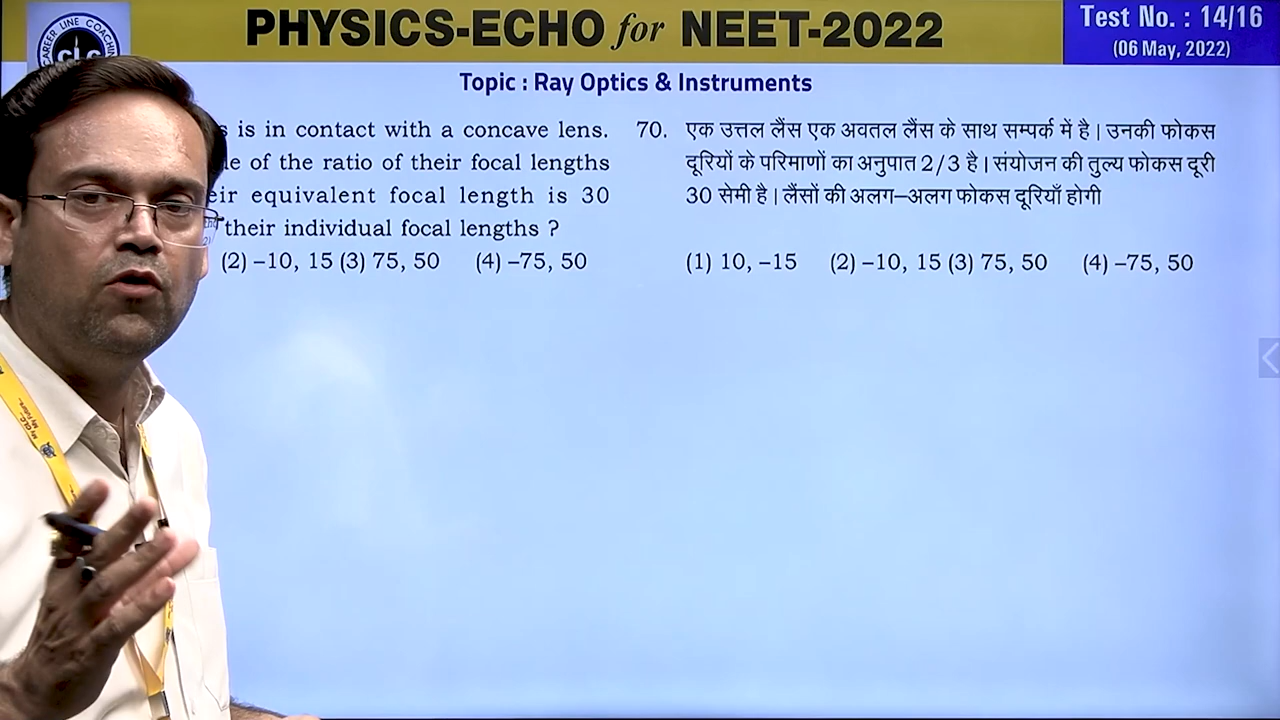 PHYSICS-ECHO for NEET-2022
Test No. : 14/16
(06 May, 2022)
CAREER LINE COACHING
CLC
Topic : Ray Optics & Instruments
is in contact with a concave lens.
of the ratio of their focal lengths
equivalent focal length is 30
their individual focal lengths ?
(2) –10, 15 (3) 75, 50 (4) –75, 50
70. एक उत्तल लैंस एक अवतल लैंस के साथ सम्पर्क में है। उनकी फोकस
दूरियों के परिमाणों का अनुपात 2/3 है। संयोजन की तुल्य फोकस दूरी
30 सेमी है। लैंसों की अलग–अलग फोकस दूरियाँ होगी
(1) 10, –15 (2) –10, 15 (3) 75, 50 (4) –75, 50